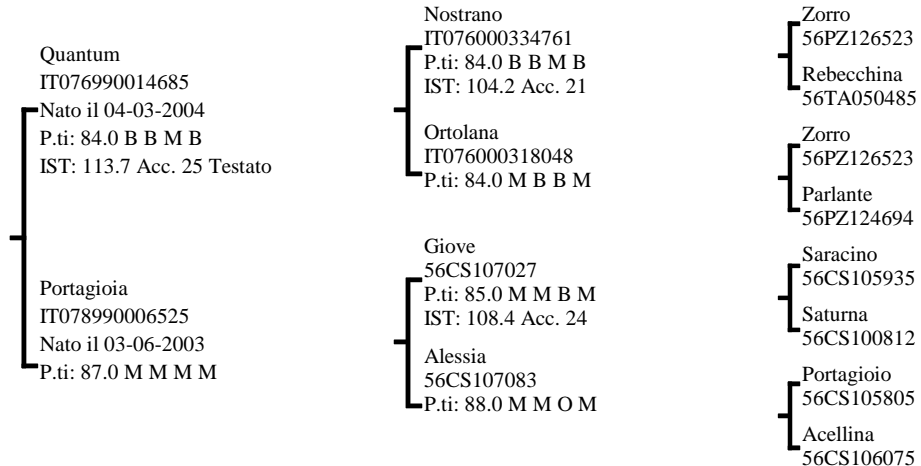 Quantum
IT076990014685
Nato il 04-03-2004
P.ti: 84.0 B B M B
IST: 113.7 Acc. 25 Testato
Portagioia
IT078990006525
Nato il 03-06-2003
P.ti: 87.0 M M M M
Nostrano
IT076000334761
P.ti: 84.0 B B M B
IST: 104.2 Acc. 21
Ortolana
IT076000318048
P.ti: 84.0 M B B M
Giove
56CS107027
P.ti: 85.0 M M B M
IST: 108.4 Acc. 24
Alessia
56CS107083
P.ti: 88.0 M M O M
Zorro
56PZ126523
Rebecchina
56TA050485
Zorro
56PZ126523
Parlante
56PZ124694
Saracino
56CS105935
Saturna
56CS100812
Portagioio
56CS105805
Acellina
56CS106075